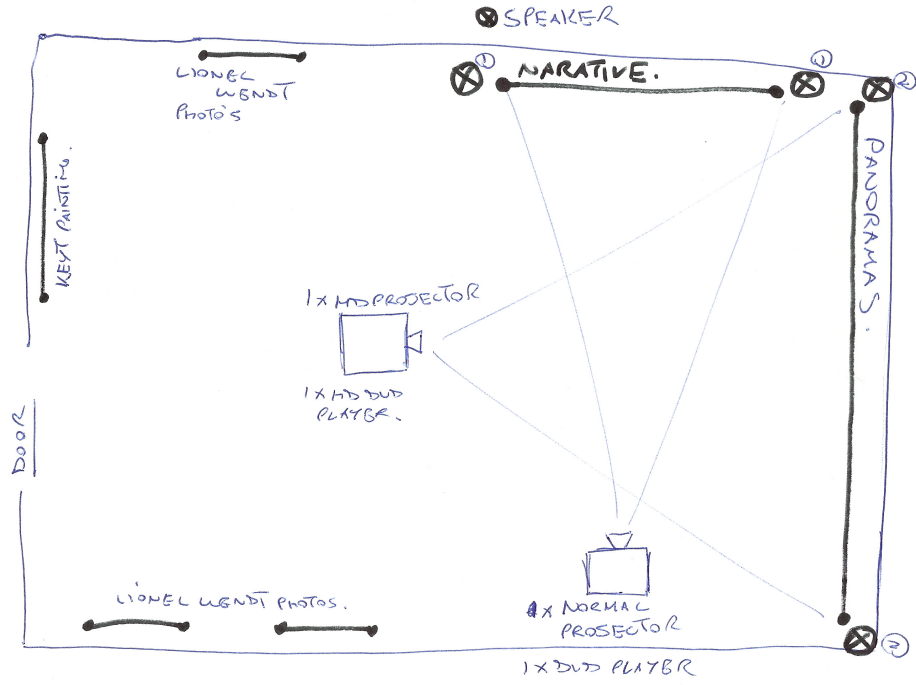 SPEAKER
1
NARATIVE.
1
2
LIONEL
WENDT
PHOTO'S
KEYT PAINTING.
PANORAMAS.
1 x HD PROJECTOR
1 x HD DVD
PLAYER.
DOOR
LIONEL WENDT PHOTOS.
1x NORMAL
PROJECTOR
2
1 x DVD PLAYER